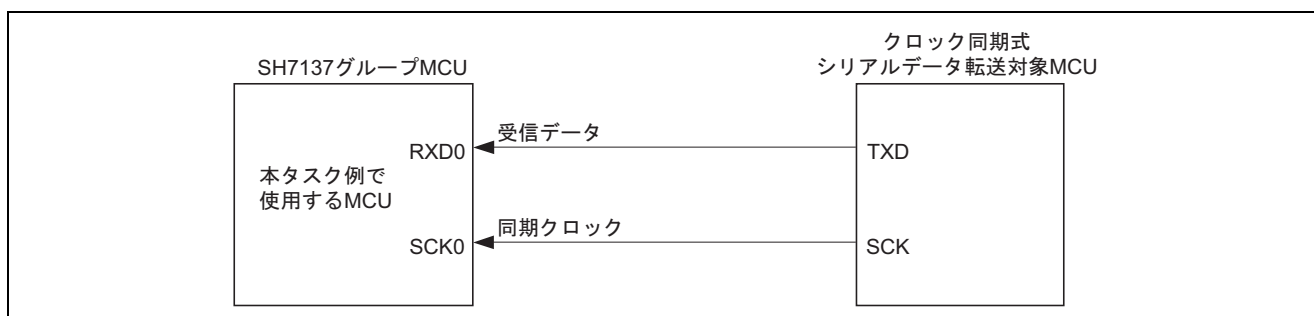 クロック同期式
SH7137グループMCU
シリアルデータ転送対象MCU
受信データ
RXD0
TXD
本タスク例で
使用するMCU
同期クロック
SCK0
SCK